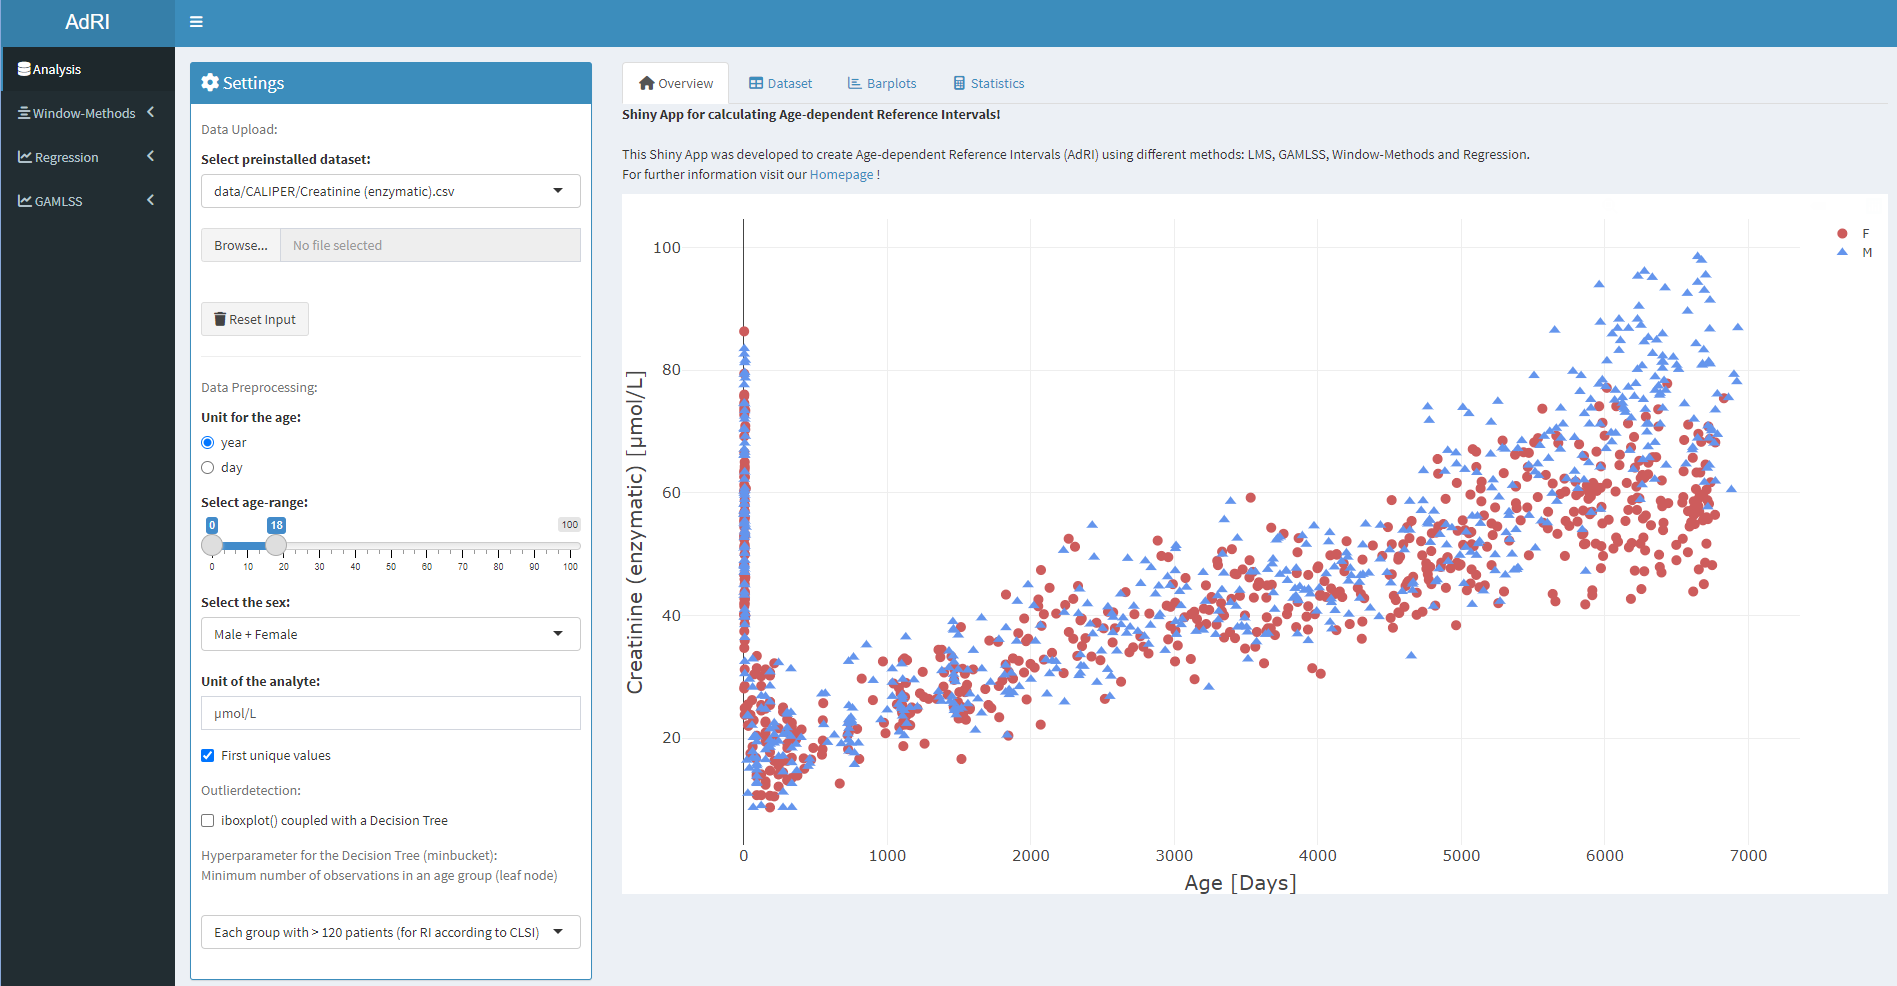 AdRI
Analysis
Window-Methods
Regression
GAMLSS
Settings
Data Upload:
Select preinstalled dataset:
data/CALIPER/Creatinine (enzymatic).csv
Browse...
No file selected
Reset Input
Data Preprocessing:
Unit for the age:
year
day
Select age-range:
0
18
100
0 10 20 30 40 50 60 70 80 90 100
Select the sex:
Male + Female
Unit of the analyte:
µmol/L
First unique values
Outlierdetection:
iboxplot() coupled with a Decision Tree
Hyperparameter for the Decision Tree (minbucket):
Minimum number of observations in an age group (leaf node)
Each group with > 120 patients (for RI according to CLSI)
Overview
Dataset
Barplots
Statistics
Shiny App for calculating Age-dependent Reference Intervals!
This Shiny App was developed to create Age-dependent Reference Intervals (AdRI) using different methods: LMS, GAMLSS, Window-Methods and Regression.
For further information visit our Homepage !
Creatinine (enzymatic) [µmol/L]
100
80
60
40
20
0 1000 2000 3000 4000 5000 6000 7000
Age [Days]
F
M